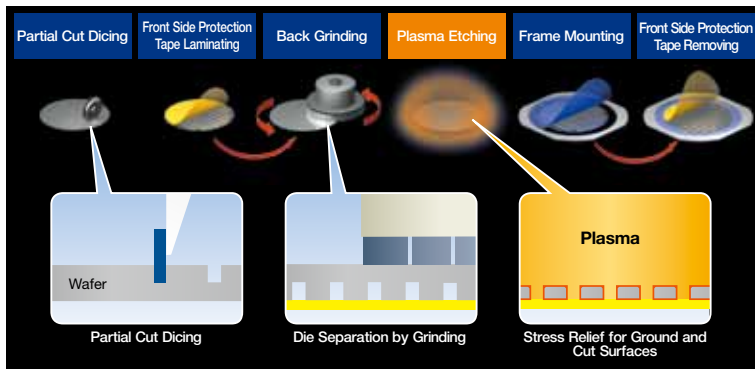 Partial Cut Dicing
Front Side Protection
Tape Laminating
Back Grinding
Plasma Etching
Frame Mounting
Front Side Protection
Tape Removing
Wafer
Plasma
Partial Cut Dicing
Die Separation by Grinding
Stress Relief for Ground and
Cut Surfaces